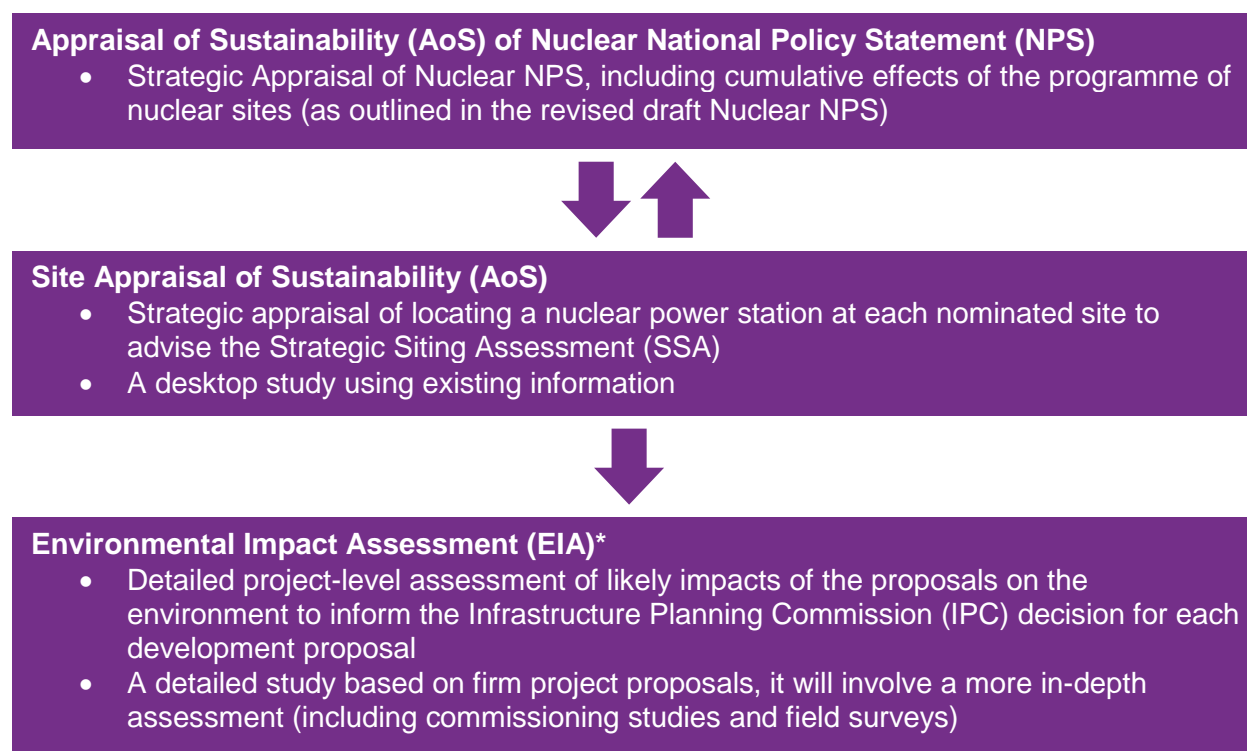 Appraisal of Sustainability (AoS) of Nuclear National Policy Statement (NPS)
• Strategic Appraisal of Nuclear NPS, including cumulative effects of the programme of
nuclear sites (as outlined in the revised draft Nuclear NPS)
Site Appraisal of Sustainability (AoS)
• Strategic appraisal of locating a nuclear power station at each nominated site to
advise the Strategic Siting Assessment (SSA)
• A desktop study using existing information
Environmental Impact Assessment (EIA)*
• Detailed project-level assessment of likely impacts of the proposals on the
environment to inform the Infrastructure Planning Commission (IPC) decision for each
development proposal
• A detailed study based on firm project proposals, it will involve a more in-depth
assessment (including commissioning studies and field surveys)